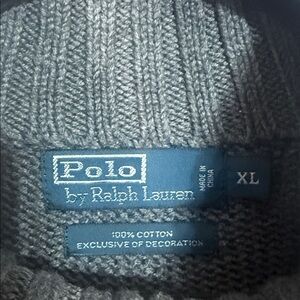 Polo
by Ralph Lauren
MADE IN
CHINA
XL
100% COTTON
EXCLUSIVE OF DECORATION